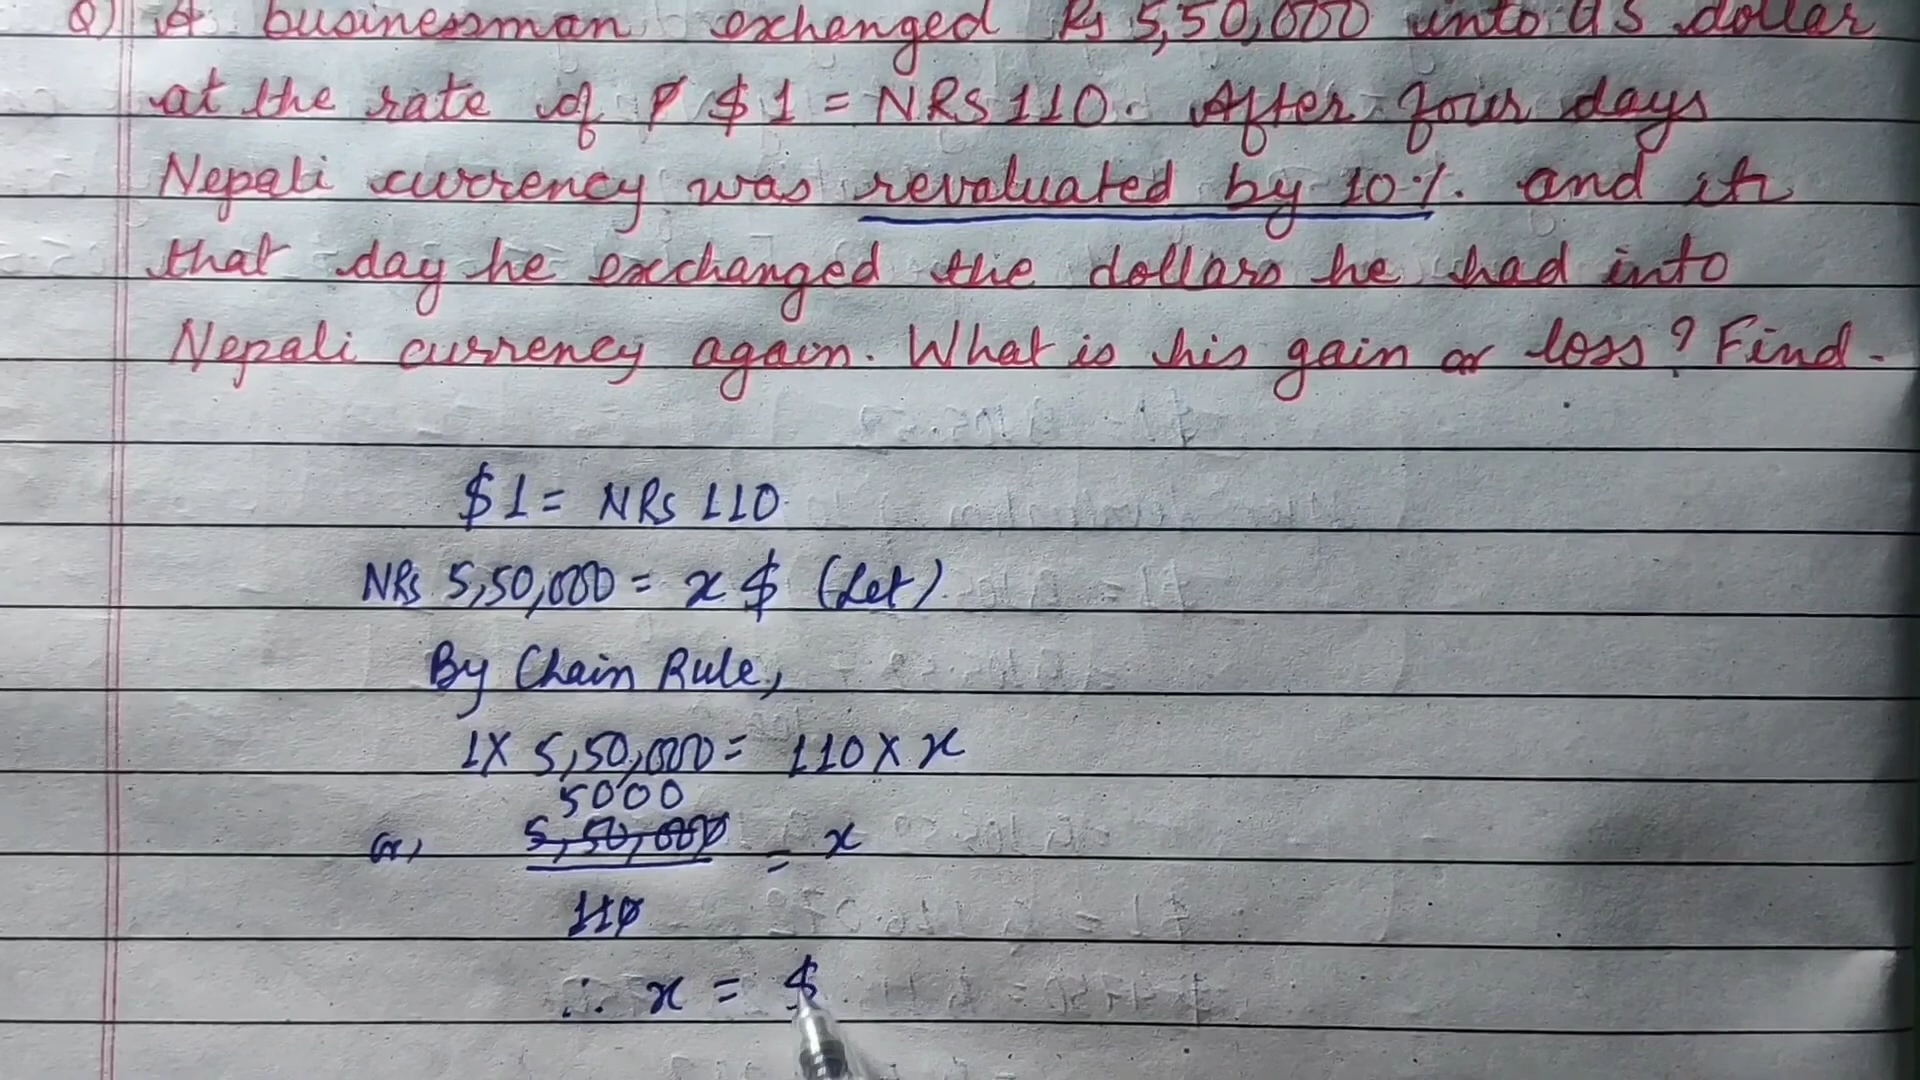 Q) A businessman exchanged Rs 5,50,000 into US dollar
at the rate of $1 = NRs 110. After four days
Nepali currency was revaluated by 10%. and in
that day he exchanged the dollars he had into
Nepali currency again. What is his gain or loss? Find.
$1 = NRs 110
NRs 5,50,000 = x $ (Let).
By Chain Rule,
1 X 5,50,000 = 110 X x
5000
or, 5,50,000 = x
110
∴ x = $